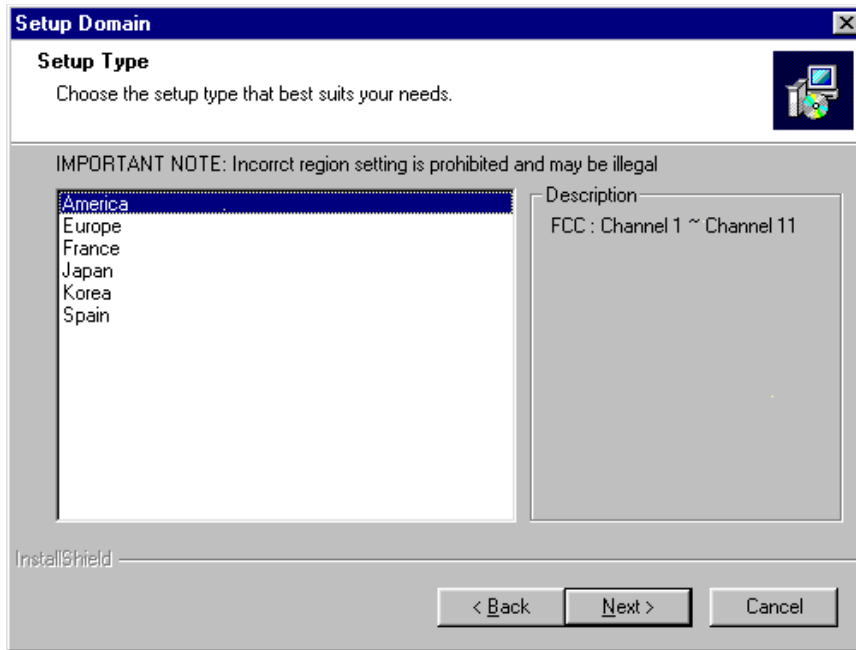 Setup Domain
Setup Type
Choose the setup type that best suits your needs.
IMPORTANT NOTE: Incorrct region setting is prohibited and may be illegal
America
Europe
France
Japan
Korea
Spain
Description
FCC : Channel 1 ~ Channel 11
InstallShield
< Back
Next >
Cancel